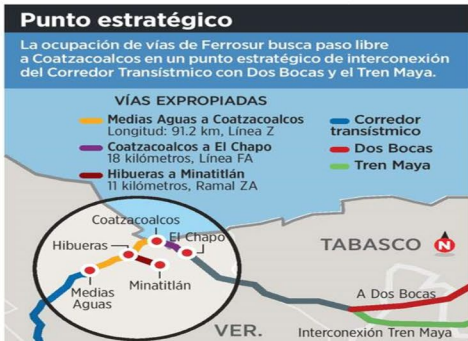 Punto estratégico
La ocupación de vías de Ferrosur busca paso libre
a Coatzacoalcos en un punto estratégico de interconexión
del Corredor Transístmico con Dos Bocas y el Tren Maya.
VÍAS EXPROPIADAS
Medias Aguas a Coatzacoalcos
Longitud: 91.2 km, Línea Z
Coatzacoalcos a El Chapo
18 kilómetros, Línea FA
Hibueras a Minatitlán
11 kilómetros, Ramal ZA
Corredor
transístmico
Dos Bocas
Tren Maya
Coatzacoalcos
El Chapo
Hibueras
Minatitlán
Medias
Aguas
TABASCO
N
VER.
A Dos Bocas
Interconexión Tren Maya